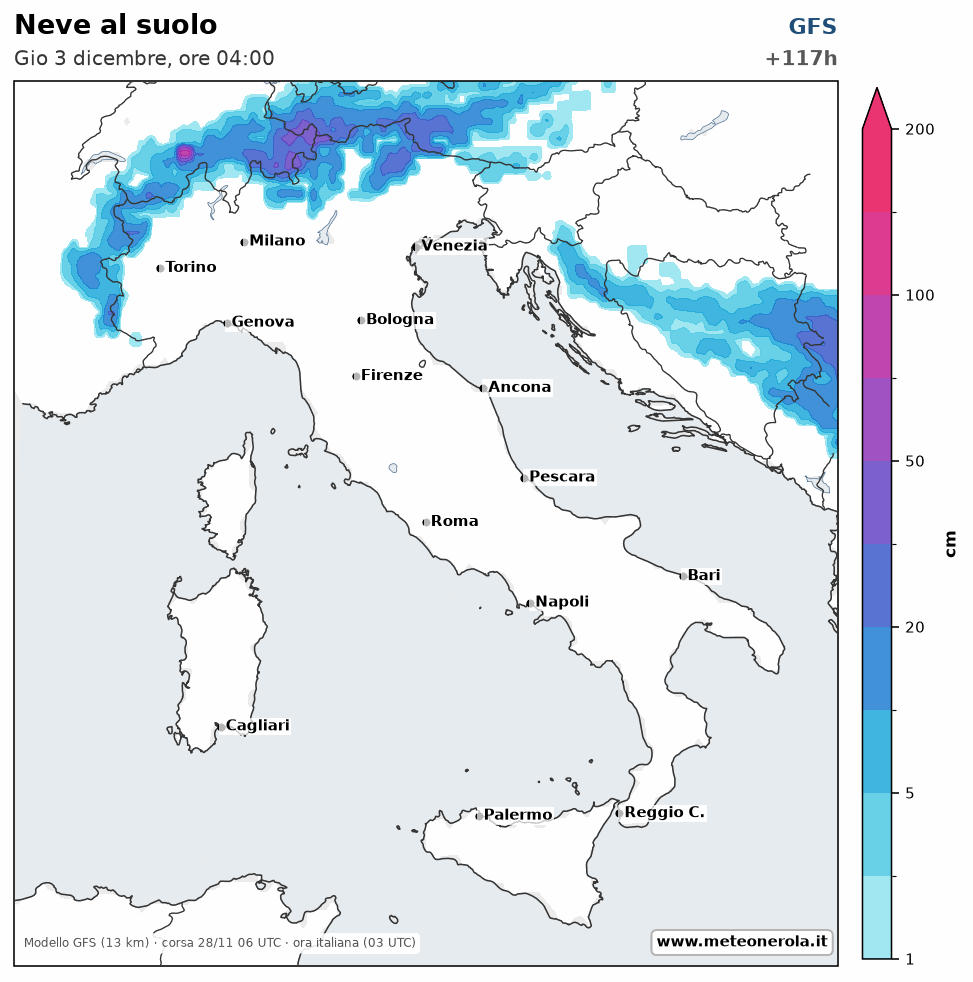 Neve al suolo
GFS
Gio 3 dicembre, ore 04:00
+117h
200
100
50
20
5
1
cm
Milano
Venezia
Torino
Genova
Bologna
Firenze
Ancona
Pescara
Roma
Bari
Napoli
Cagliari
Palermo
Reggio C.
Modello GFS (13 km) · corsa 28/11 06 UTC · ora italiana (03 UTC)
www.meteonerola.it